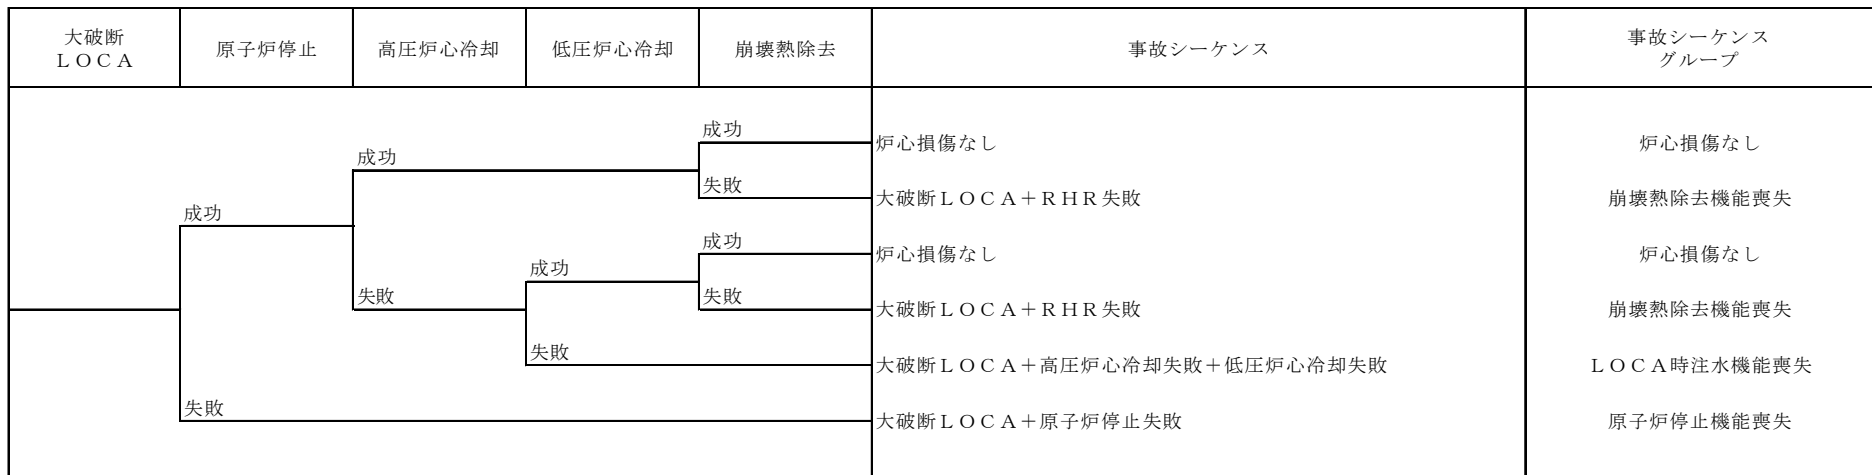 大破断
ＬＯＣＡ
原子炉停止
高圧炉心冷却
低圧炉心冷却
崩壊熱除去
事故シーケンス
事故シーケンス
グループ
成功
炉心損傷なし
炉心損傷なし
成功
失敗
大破断ＬＯＣＡ＋ＲＨＲ失敗
崩壊熱除去機能喪失
成功
成功
炉心損傷なし
炉心損傷なし
成功
失敗
失敗
大破断ＬＯＣＡ＋ＲＨＲ失敗
崩壊熱除去機能喪失
失敗
大破断ＬＯＣＡ＋高圧炉心冷却失敗＋低圧炉心冷却失敗
ＬＯＣＡ時注水機能喪失
失敗
大破断ＬＯＣＡ＋原子炉停止失敗
原子炉停止機能喪失